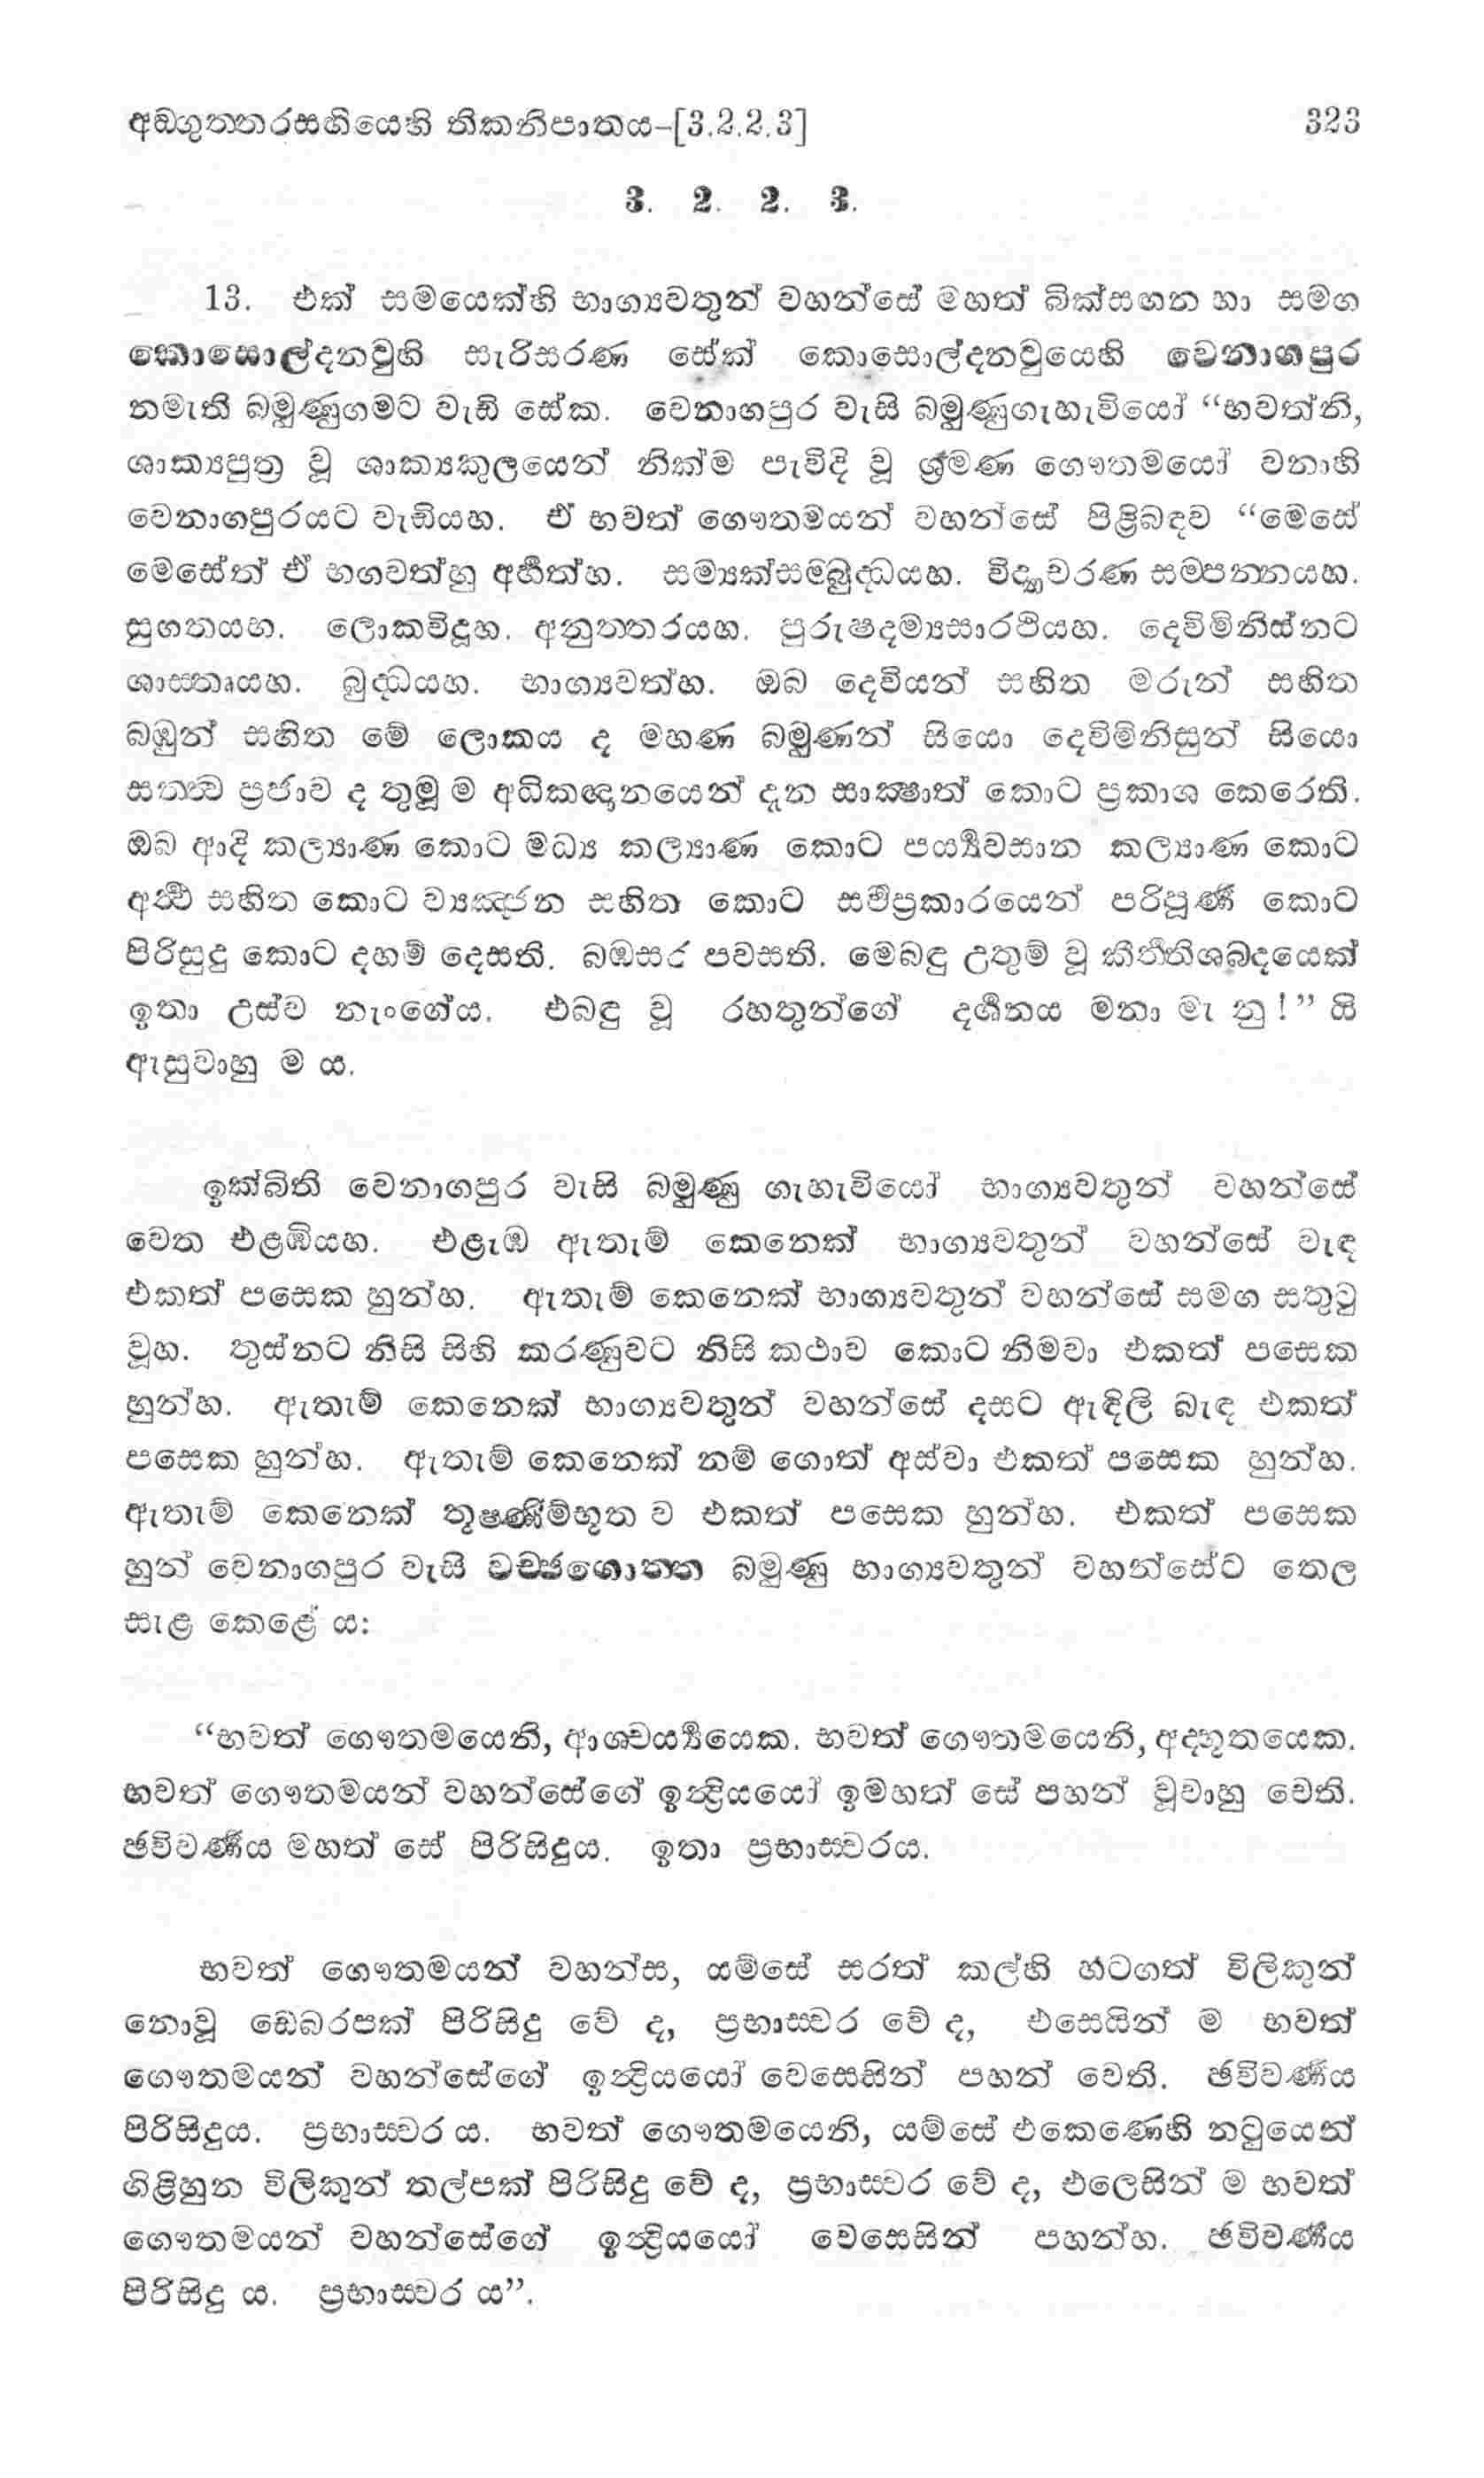 අඞ්ගුත්තරසඟියෙහි තිකනිපාතය–[3.2.2.3] 323
3. 2. 2. 3.
13. එක් සමයෙක්හි භාග්‍යවතුන් වහන්සේ මහත් බික්සඟන හා සමග
කොසොල්දනවුහි සැරිසරණ සේක් කොසොල්දනවුයෙහි වෙනාගපුර
නමැති බමුණුගමට වැඩි සේක. වෙනාගපුර වැසි බමුණුගැහැවියෝ “භවත්නි,
ශාක්‍යපුත්‍ර වූ ශාක්‍යකුලයෙන් නික්ම පැවිදි වූ ශ්‍රමණ ගෞතමයෝ වනාහි
වෙනාගපුරයට වැඩියහ. ඒ භවත් ගෞතමයන් වහන්සේ පිළිබඳව “මෙසේ
මෙසේත් ඒ භගවත්හු අර්‍හත්හ. සම්‍යක්සම්බුද්ධයහ. විද්‍යාචරණ සම්පන්නයහ.
සුගතයහ. ලොකවිදූහ. අනුත්තරයහ. පුරුෂදම්‍යසාරථියහ. දෙවිමිනිස්නට
ශාස්තෘයහ. බුද්ධයහ. භාග්‍යවත්හ. ඔබ දෙවියන් සහිත මරුන් සහිත
බඹුන් සහිත මේ ලොකය ද මහණ බමුණන් සියො දෙවිමිනිසුන් සියො
සත්ත්‍ව ප්‍රජාව ද තුමූ ම අධිකඥානයෙන් දැන සාක්‍ෂාත් කොට ප්‍රකාශ කෙරෙති.
ඔබ ආදි කල්‍යාණ කොට මධ්‍ය කල්‍යාණ කොට පර්‍ය්‍යවසාන කල්‍යාණ කොට
අර්‍ත්‍ථ සහිත කොට ව්‍යඤ්ජන සහිත කොට සර්‍වප්‍රකාරයෙන් පරිපූර්‍ණ කොට
පිරිසුදු කොට දහම් දෙසති. බඹසර පවසති. මෙබඳු උතුම් වූ කීර්‍ත්තිශබ්දයෙක්
ඉතා උස්ව නැංගේය. එබඳු වූ රහතුන්ගේ දර්‍ශනය මනා මැ නු!” යි
ඇසුවාහු ම ය.
ඉක්බිති වෙනාගපුර වැසි බමුණු ගැහැවියෝ භාග්‍යවතුන් වහන්සේ
වෙත එළඹියහ. එළැඹ ඇතැම් කෙනෙක් භාග්‍යවතුන් වහන්සේ වැඳ
එකත් පසෙක හුන්හ. ඇතැම් කෙනෙක් භාග්‍යවතුන් වහන්සේ සමග සතුටු
වූහ. තුස්නට නිසි සිහි කරණුවට නිසි කථාව කොට නිමවා එකත් පසෙක
හුන්හ. ඇතැම් කෙනෙක් භාග්‍යවතුන් වහන්සේ දසට ඇඳිලි බැඳ එකත්
පසෙක හුන්හ. ඇතැම් කෙනෙක් නම් ගොත් අස්වා එකත් පසෙක හුන්හ.
ඇතැම් කෙනෙක් තූෂ්ණීම්භූත ව එකත් පසෙක හුන්හ. එකත් පසෙක
හුන් වෙනාගපුර වැසි වච්ඡගොත්ත බමුණු භාග්‍යවතුන් වහන්සේට තෙල
සැළ කෙළේ ය:
“භවත් ගෞතමයෙනි, ආශ්චර්‍ය්‍යයෙක. භවත් ගෞතමයෙනි, අද්භූතයෙක.
භවත් ගෞතමයන් වහන්සේගේ ඉන්‍ද්‍රියයෝ ඉමහත් සේ පහන් වූවාහු වෙති.
ඡවිවර්‍ණය මහත් සේ පිරිසිදුය. ඉතා ප්‍රභාස්වරය.
භවත් ගෞතමයන් වහන්ස, යම්සේ සරත් කල්හි හටගත් විලිකුන්
නොවූ ඩෙබරපක් පිරිසිදු වේ ද, ප්‍රභාස්වර වේ ද, එසෙයින් ම භවත්
ගෞතමයන් වහන්සේගේ ඉන්‍ද්‍රියයෝ වෙසෙසින් පහන් වෙති. ඡවිවර්‍ණය
පිරිසිදුය. ප්‍රභාස්වර ය. භවත් ගෞතමයෙනි, යම්සේ එකෙණෙහි නටුයෙන්
ගිළිහුන විලිකුන් තල්පක් පිරිසිදු වේ ද, ප්‍රභාස්වර වේ ද, එලෙසින් ම භවත්
ගෞතමයන් වහන්සේගේ ඉන්‍ද්‍රියයෝ වෙසෙසින් පහන්හ. ඡවිවර්‍ණය
පිරිසිදු ය. ප්‍රභාස්වර ය”.